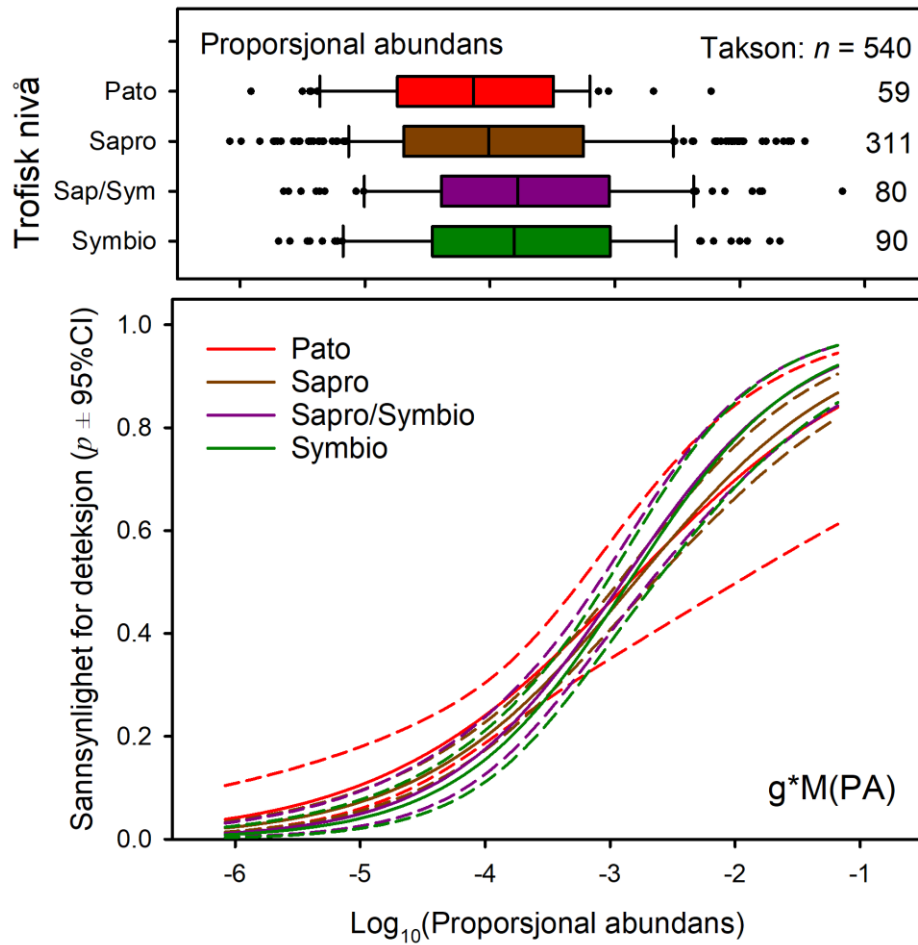 Proporsjonal abundans
Takson: n = 540
Trofisk nivå
Pato
59
Sapro
311
Sap/Sym
80
Symbio
90
Sannsynlighet for deteksjon (p ± 95%CI)
1.0
0.8
0.6
0.4
0.2
0.0
Pato
Sapro
Sapro/Symbio
Symbio
g*M(PA)
-6 -5 -4 -3 -2 -1
Log10(Proporsjonal abundans)